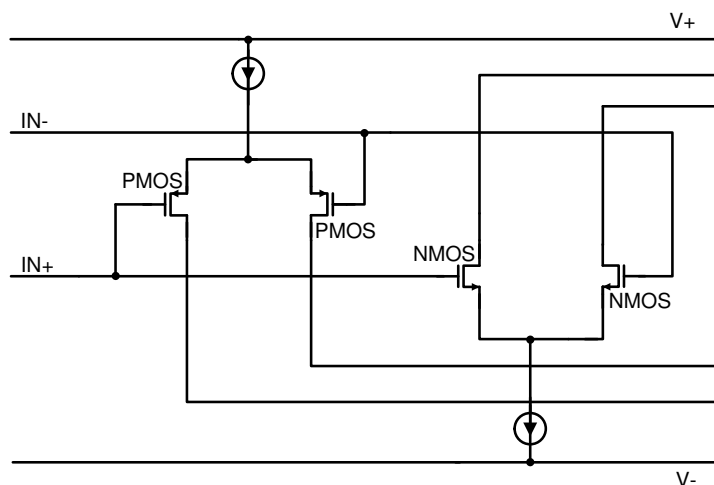 V+
IN-
PMOS
PMOS
NMOS
IN+
NMOS
V-